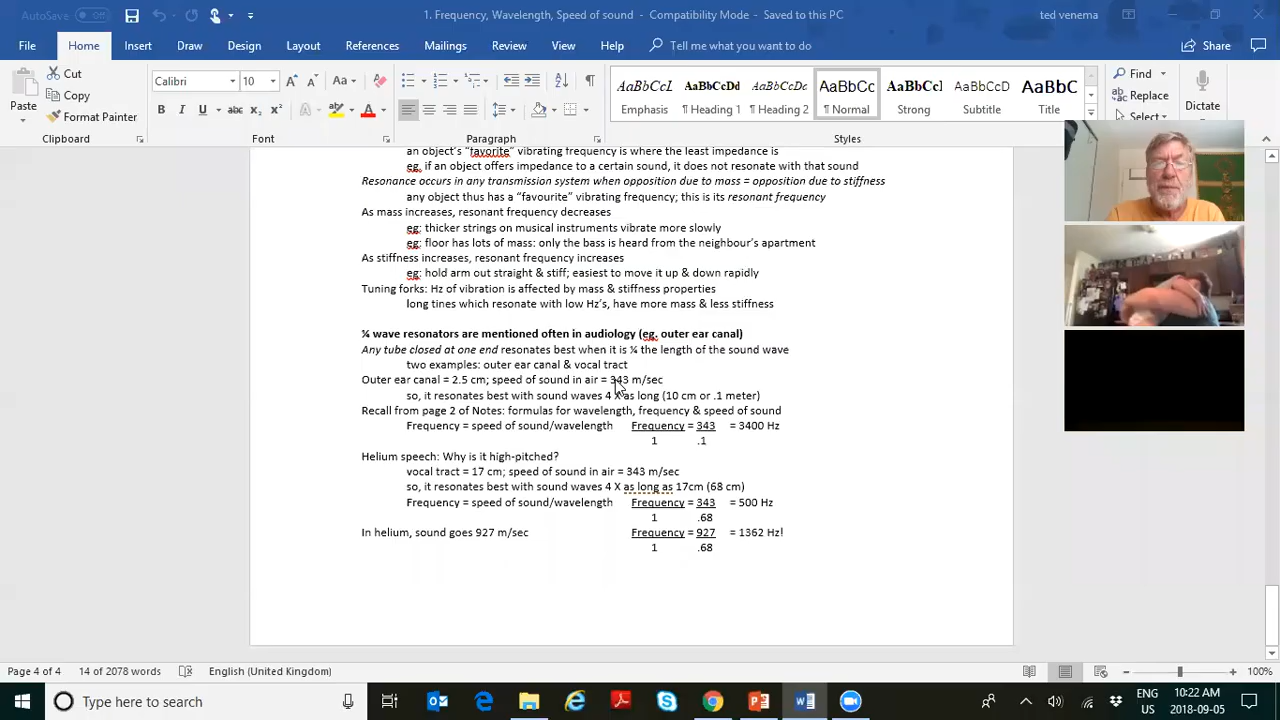 AutoSave Off
1. Frequency, Wavelength, Speed of sound - Compatibility Mode - Saved to this PC
ted venema
File Home Insert Draw Design Layout References Mailings Review View Help Tell me what you want to do Share
Paste Cut Copy Format Painter
Calibri 10
AaBbCcL AaBbCcDd AaBbCcDc AaBbCc AaBbCcI AaBbCcD AaBbC
Emphasis ¶ Heading 1 ¶ Heading 2 ¶ Normal Strong Subtitle Title
Find Replace Select Dictate
Clipboard Font Paragraph Styles
an object's "favorite" vibrating frequency is where the least impedance is
eg. if an object offers impedance to a certain sound, it does not resonate with that sound
Resonance occurs in any transmission system when opposition due to mass = opposition due to stiffness
any object thus has a "favourite" vibrating frequency; this is its resonant frequency
As mass increases, resonant frequency decreases
eg: thicker strings on musical instruments vibrate more slowly
eg: floor has lots of mass: only the bass is heard from the neighbour's apartment
As stiffness increases, resonant frequency increases
eg: hold arm out straight & stiff; easiest to move it up & down rapidly
Tuning forks: Hz of vibration is affected by mass & stiffness properties
long tines which resonate with low Hz's, have more mass & less stiffness
¼ wave resonators are mentioned often in audiology (eg. outer ear canal)
Any tube closed at one end resonates best when it is ¼ the length of the sound wave
two examples: outer ear canal & vocal tract
Outer ear canal = 2.5 cm; speed of sound in air = 343 m/sec
so, it resonates best with sound waves 4 X as long (10 cm or .1 meter)
Recall from page 2 of Notes: formulas for wavelength, frequency & speed of sound
Frequency = speed of sound/wavelength Frequency = 343 = 3400 Hz
1 .1
Helium speech: Why is it high-pitched?
vocal tract = 17 cm; speed of sound in air = 343 m/sec
so, it resonates best with sound waves 4 X as long as 17cm (68 cm)
Frequency = speed of sound/wavelength Frequency = 343 = 500 Hz
1 .68
In helium, sound goes 927 m/sec Frequency = 927 = 1362 Hz!
1 .68
Page 4 of 4 14 of 2078 words English (United Kingdom) 100%
Type here to search
ENG 10:22 AM
US 2018-09-05